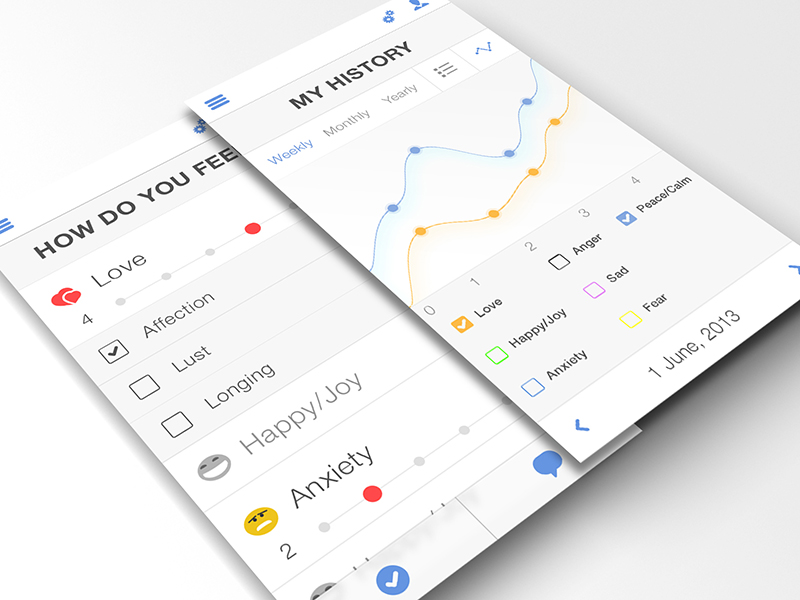 HOW DO YOU FEE
Love
4
Affection
Lust
Longing
Happy/Joy
Anxiety
2
MY HISTORY
Weekly Monthly Yearly
0 1 2 3 4
Love Anger Peace/Calm
Happy/Joy Sad
Anxiety Fear
1 June, 2013